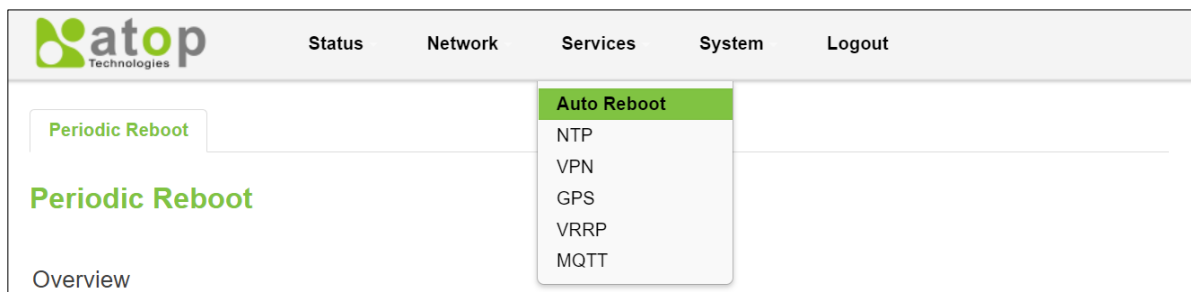 atop
Technologies
Status Network Services System Logout
Auto Reboot
NTP
VPN
GPS
VRRP
MQTT
Periodic Reboot
Periodic Reboot
Overview